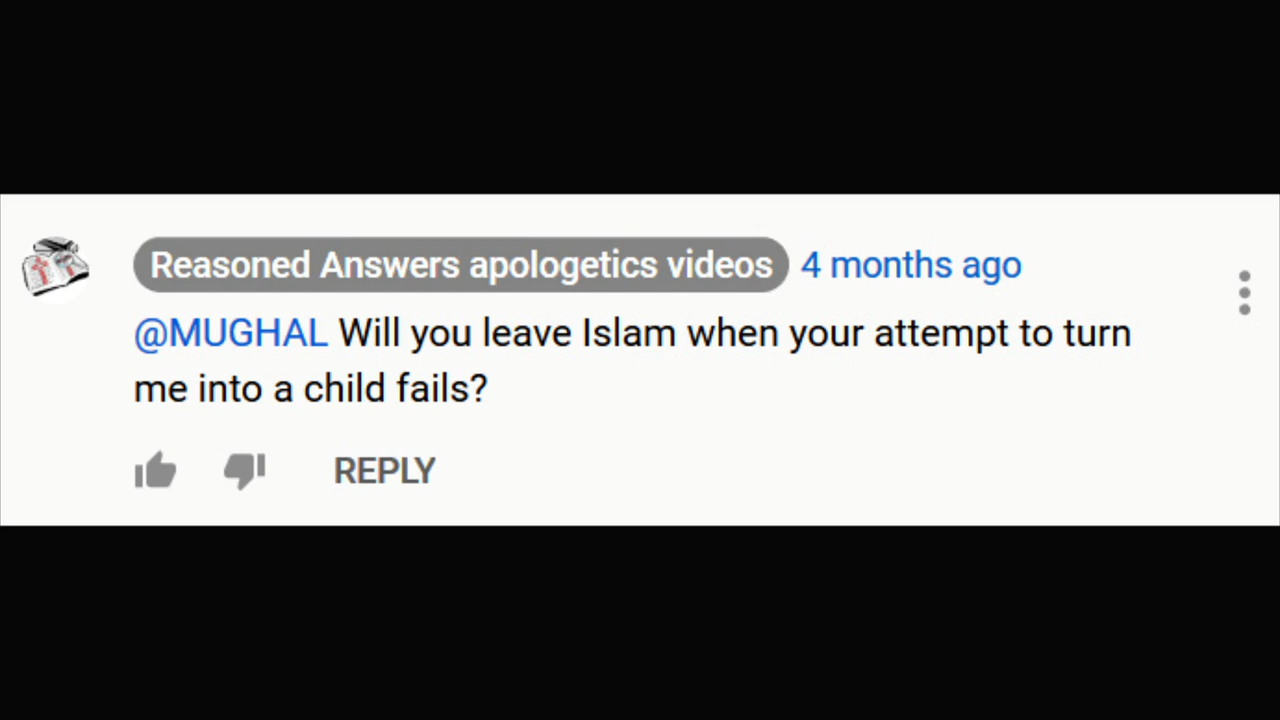 Reasoned Answers apologetics videos 4 months ago
@MUGHAL Will you leave Islam when your attempt to turn
me into a child fails?
REPLY